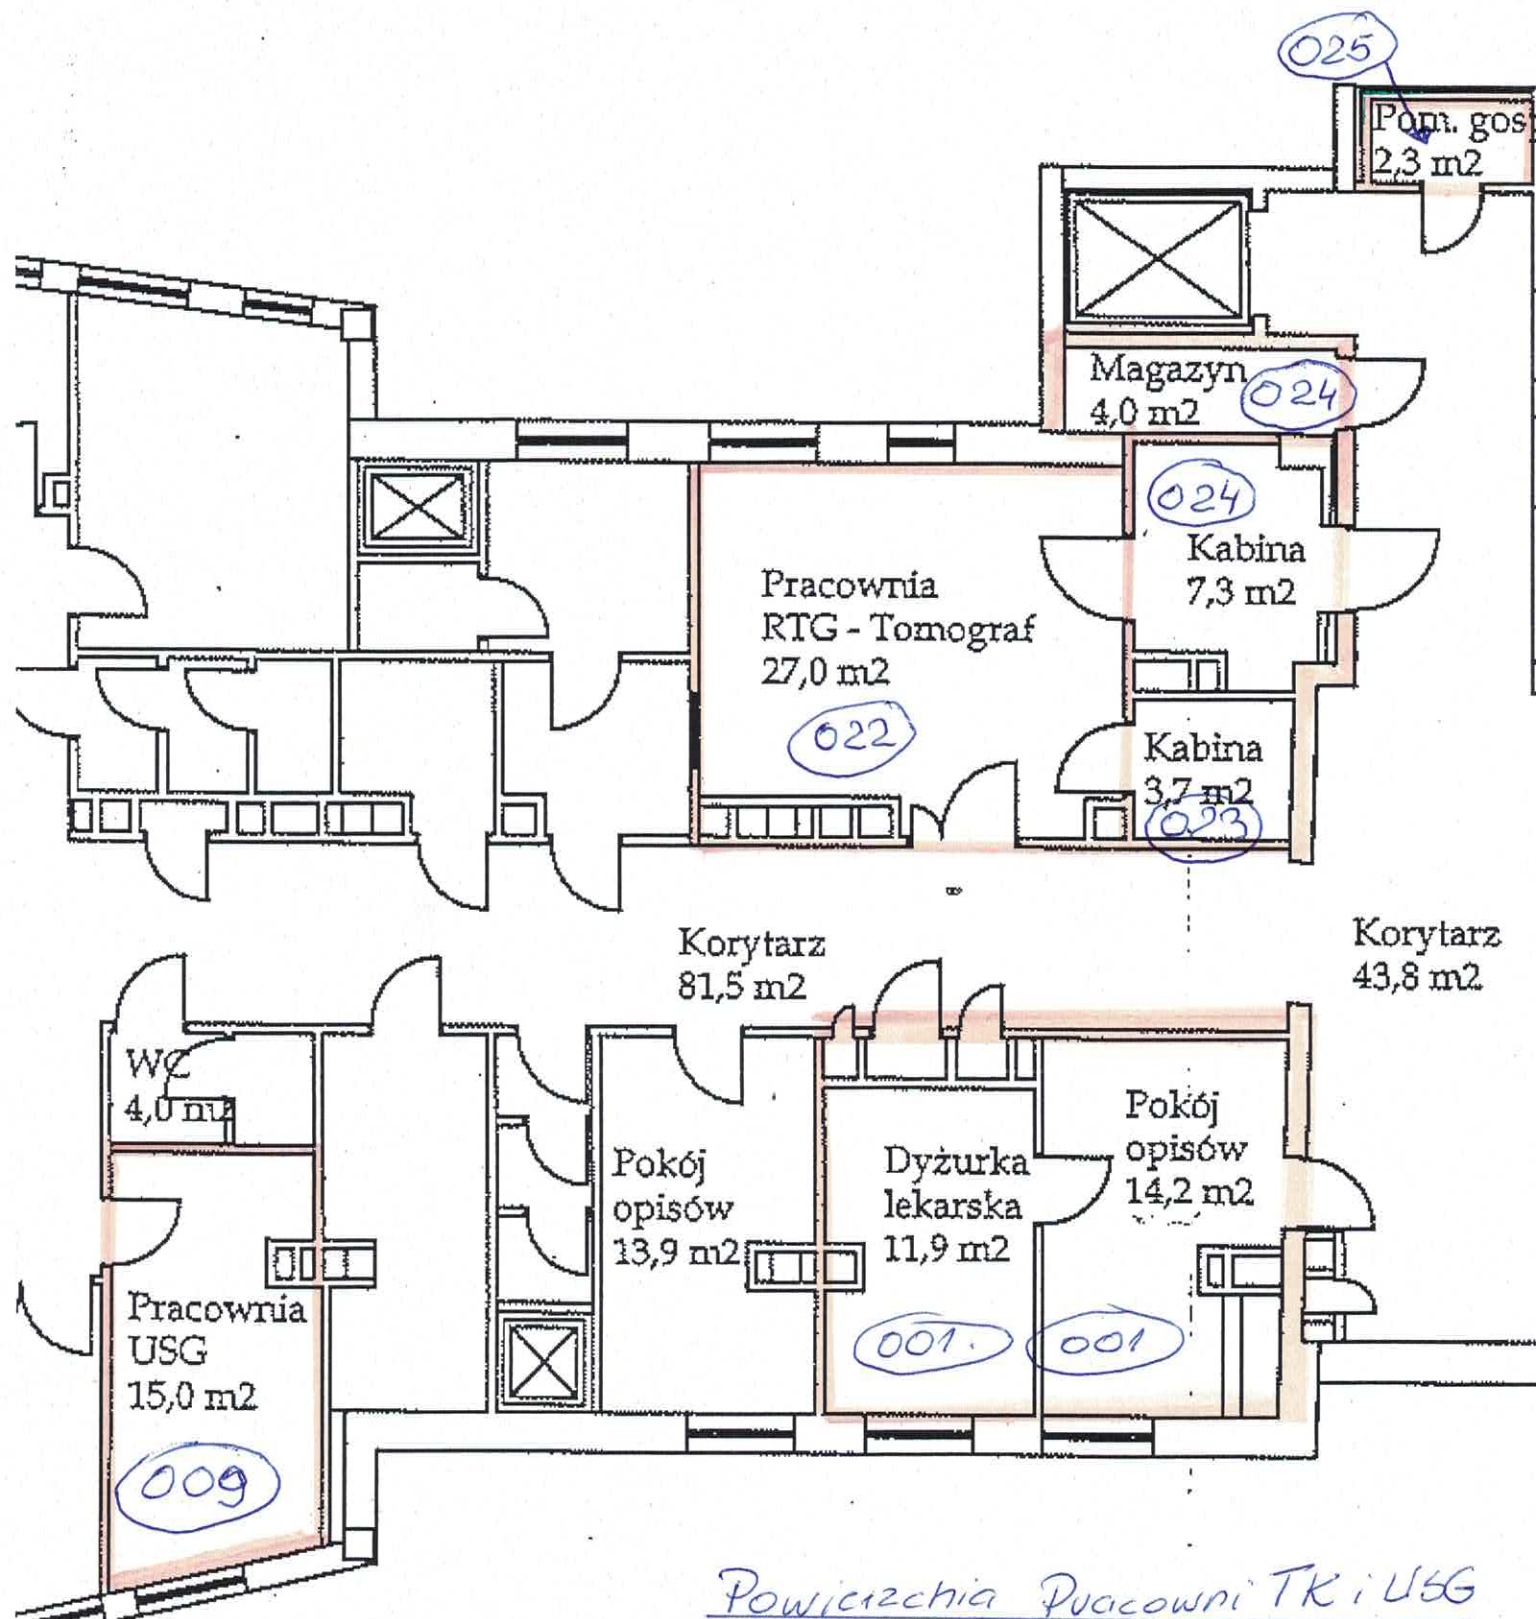 025
Pom. gos
2,3 m2
Magazyn
4,0 m2
024
024
Kabina
7,3 m2
Pracownia
RTG - Tomograf
27,0 m2
022
Kabina
3,7 m2
023
Korytarz
81,5 m2
Korytarz
43,8 m2
WC
4,0 m2
Pokój
opisów
13,9 m2
Dyżurka
lekarska
11,9 m2
Pokój
opisów
14,2 m2
001.
001
Pracownia
USG
15,0 m2
009
Powierzchia Pracowni TK i USG